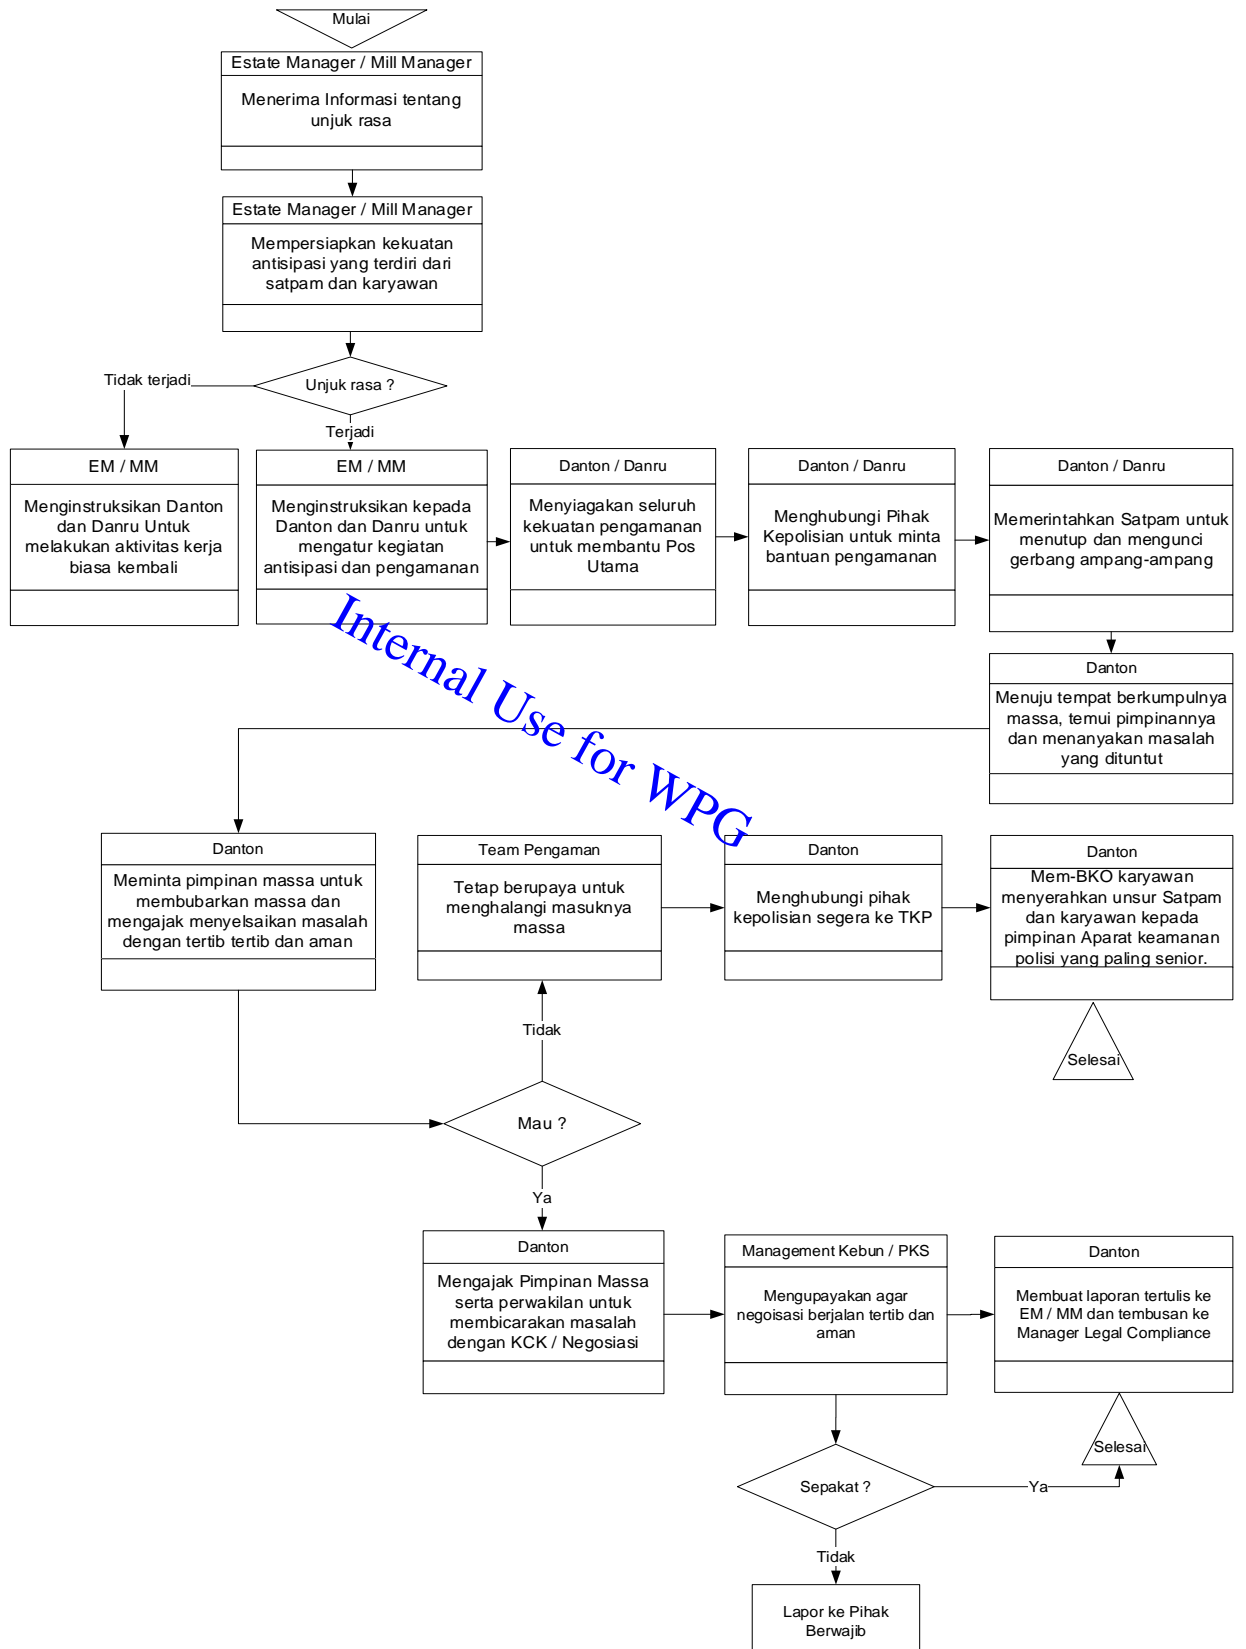 Mulai
Estate Manager / Mill Manager
Menerima Informasi tentang
unjuk rasa
Estate Manager / Mill Manager
Mempersiapkan kekuatan
antisipasi yang terdiri dari
satpam dan karyawan
Unjuk rasa ?
Tidak terjadi
Terjadi
EM / MM
Menginstruksikan Danton
dan Danru Untuk
melakukan aktivitas kerja
biasa kembali
EM / MM
Menginstruksikan kepada
Danton dan Danru untuk
mengatur kegiatan
antisipasi dan pengamanan
Danton / Danru
Menyiagakan seluruh
kekuatan pengamanan
untuk membantu Pos
Utama
Danton / Danru
Menghubungi Pihak
Kepolisian untuk minta
bantuan pengamanan
Danton / Danru
Memerintahkan Satpam untuk
menutup dan mengunci
gerbang ampang-ampang
Internal Use for WPG
Danton
Menuju tempat berkumpulnya
massa, temui pimpinannya
dan menanyakan masalah
yang dituntut
Danton
Meminta pimpinan massa untuk
membubarkan massa dan
mengajak menyelsaikan masalah
dengan tertib tertib dan aman
Team Pengaman
Tetap berupaya untuk
menghalangi masuknya
massa
Danton
Menghubungi pihak
kepolisian segera ke TKP
Danton
Mem-BKO karyawan
menyerahkan unsur Satpam
dan karyawan kepada
pimpinan Aparat keamanan
polisi yang paling senior.
Selesai
Tidak
Mau ?
Ya
Danton
Mengajak Pimpinan Massa
serta perwakilan untuk
membicarakan masalah
dengan KCK / Negosiasi
Management Kebun / PKS
Mengupayakan agar
negoisasi berjalan tertib dan
aman
Danton
Membuat laporan tertulis ke
EM / MM dan tembusan ke
Manager Legal Compliance
Selesai
Sepakat ?
Ya
Tidak
Lapor ke Pihak
Berwajib